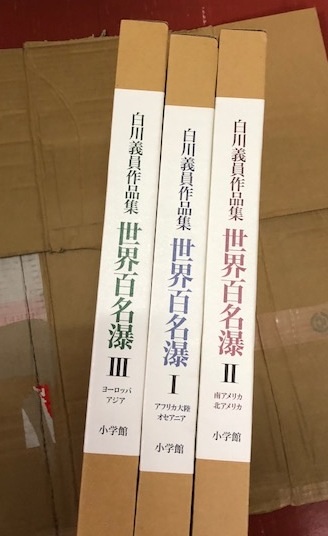 白川義員作品集
世界百名瀑
III
ヨーロッパ
アジア
小学館
白川義員作品集
世界百名瀑
I
アフリカ大陸
オセアニア
小学館
白川義員作品集
世界百名瀑
II
南アメリカ
北アメリカ
小学館